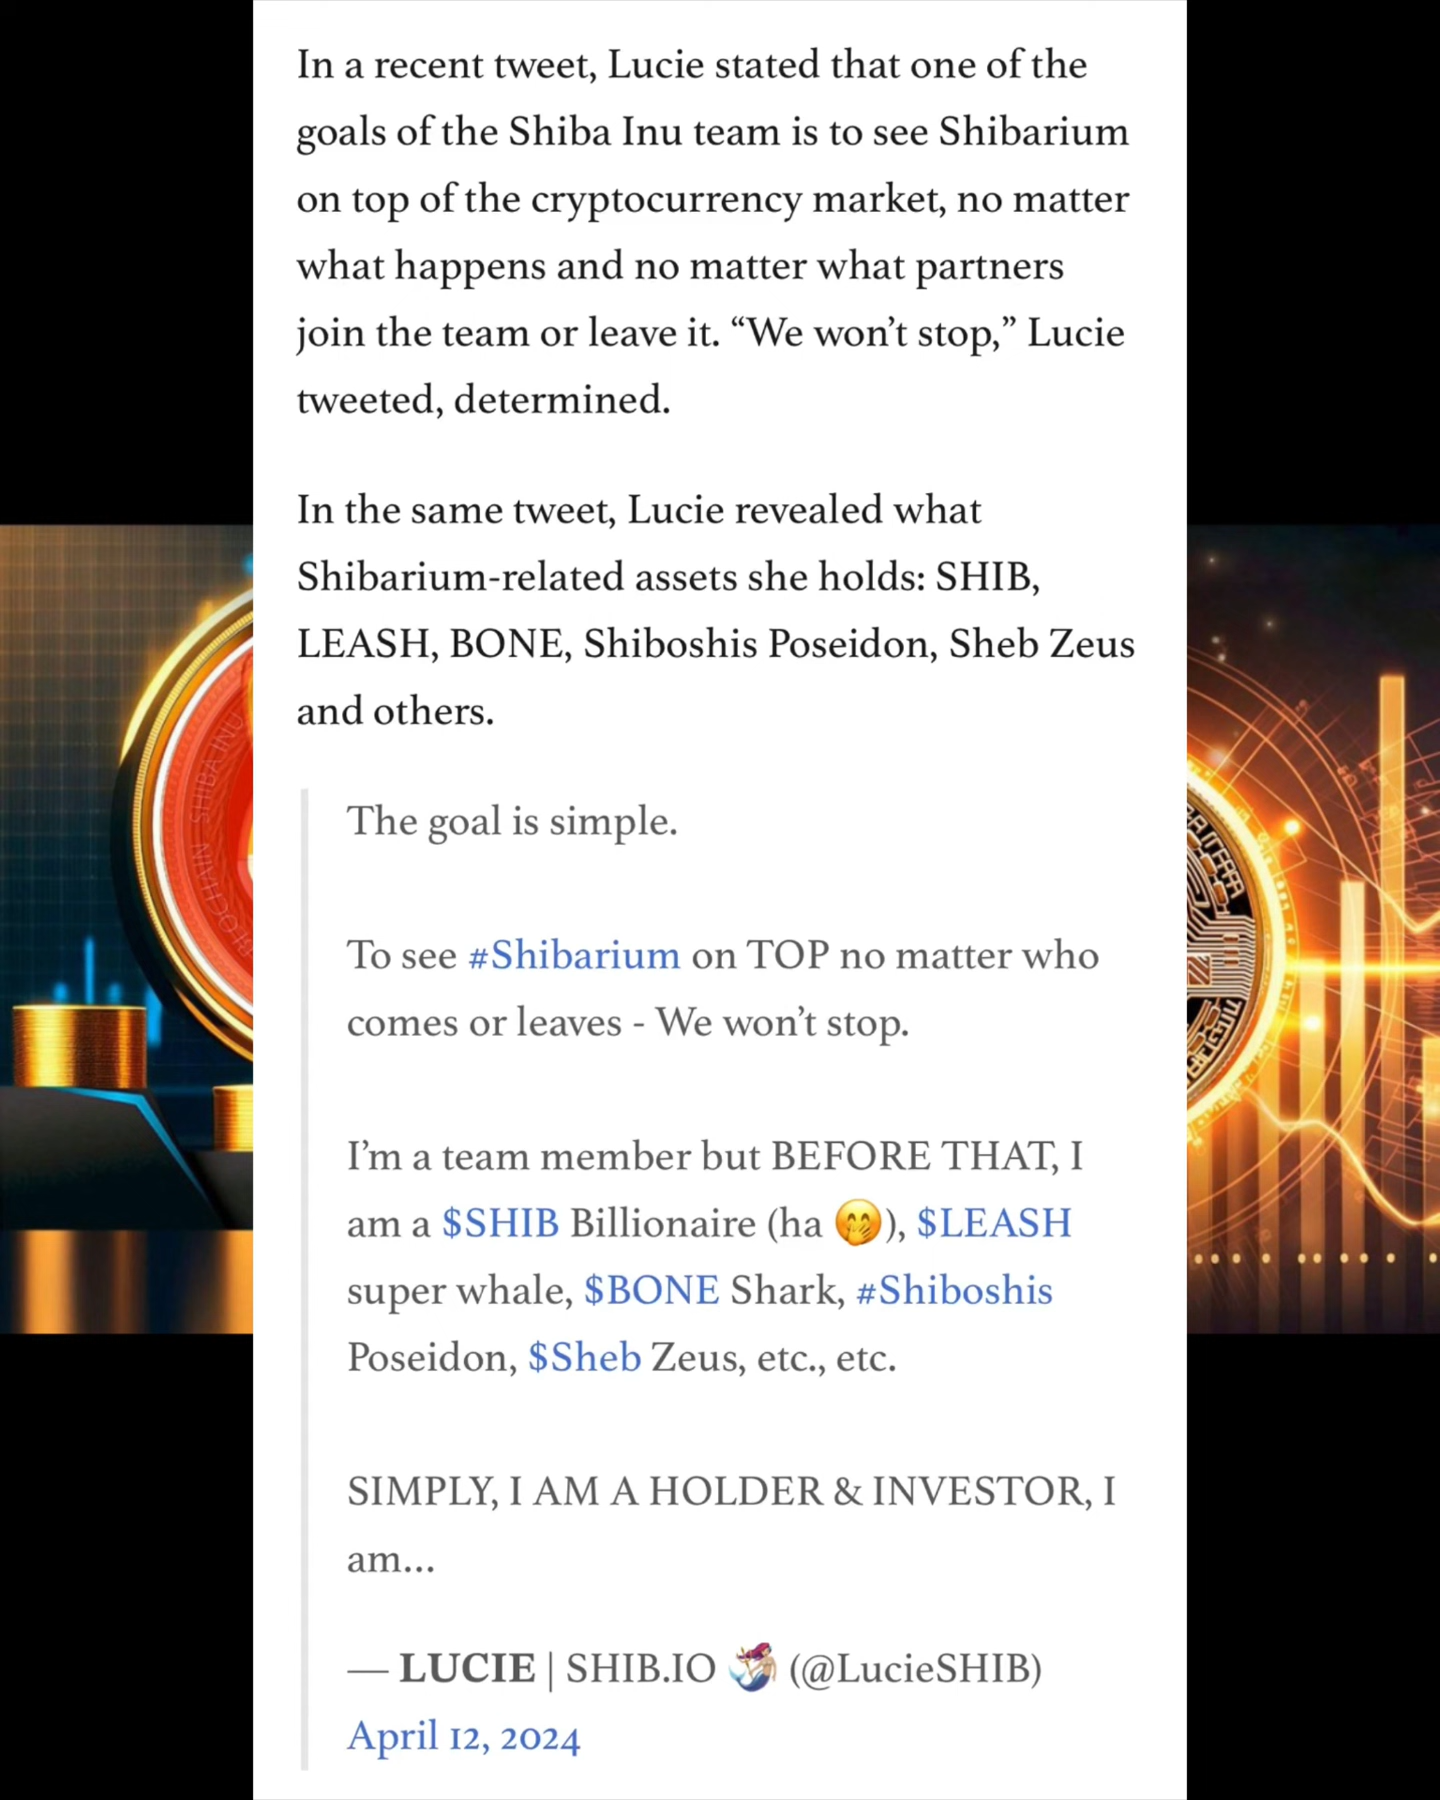 In a recent tweet, Lucie stated that one of the
goals of the Shiba Inu team is to see Shibarium
on top of the cryptocurrency market, no matter
what happens and no matter what partners
join the team or leave it. “We won’t stop,” Lucie
tweeted, determined.
In the same tweet, Lucie revealed what
Shibarium-related assets she holds: SHIB,
LEASH, BONE, Shiboshis Poseidon, Sheb Zeus
and others.
The goal is simple.
To see #Shibarium on TOP no matter who
comes or leaves - We won’t stop.
I’m a team member but BEFORE THAT, I
am a $SHIB Billionaire (ha 🤭), $LEASH
super whale, $BONE Shark, #Shiboshis
Poseidon, $Sheb Zeus, etc., etc.
SIMPLY, I AM A HOLDER & INVESTOR, I
am...
— LUCIE | SHIB.IO 🧜‍♀️ (@LucieSHIB)
April 12, 2024
SHIBA INU